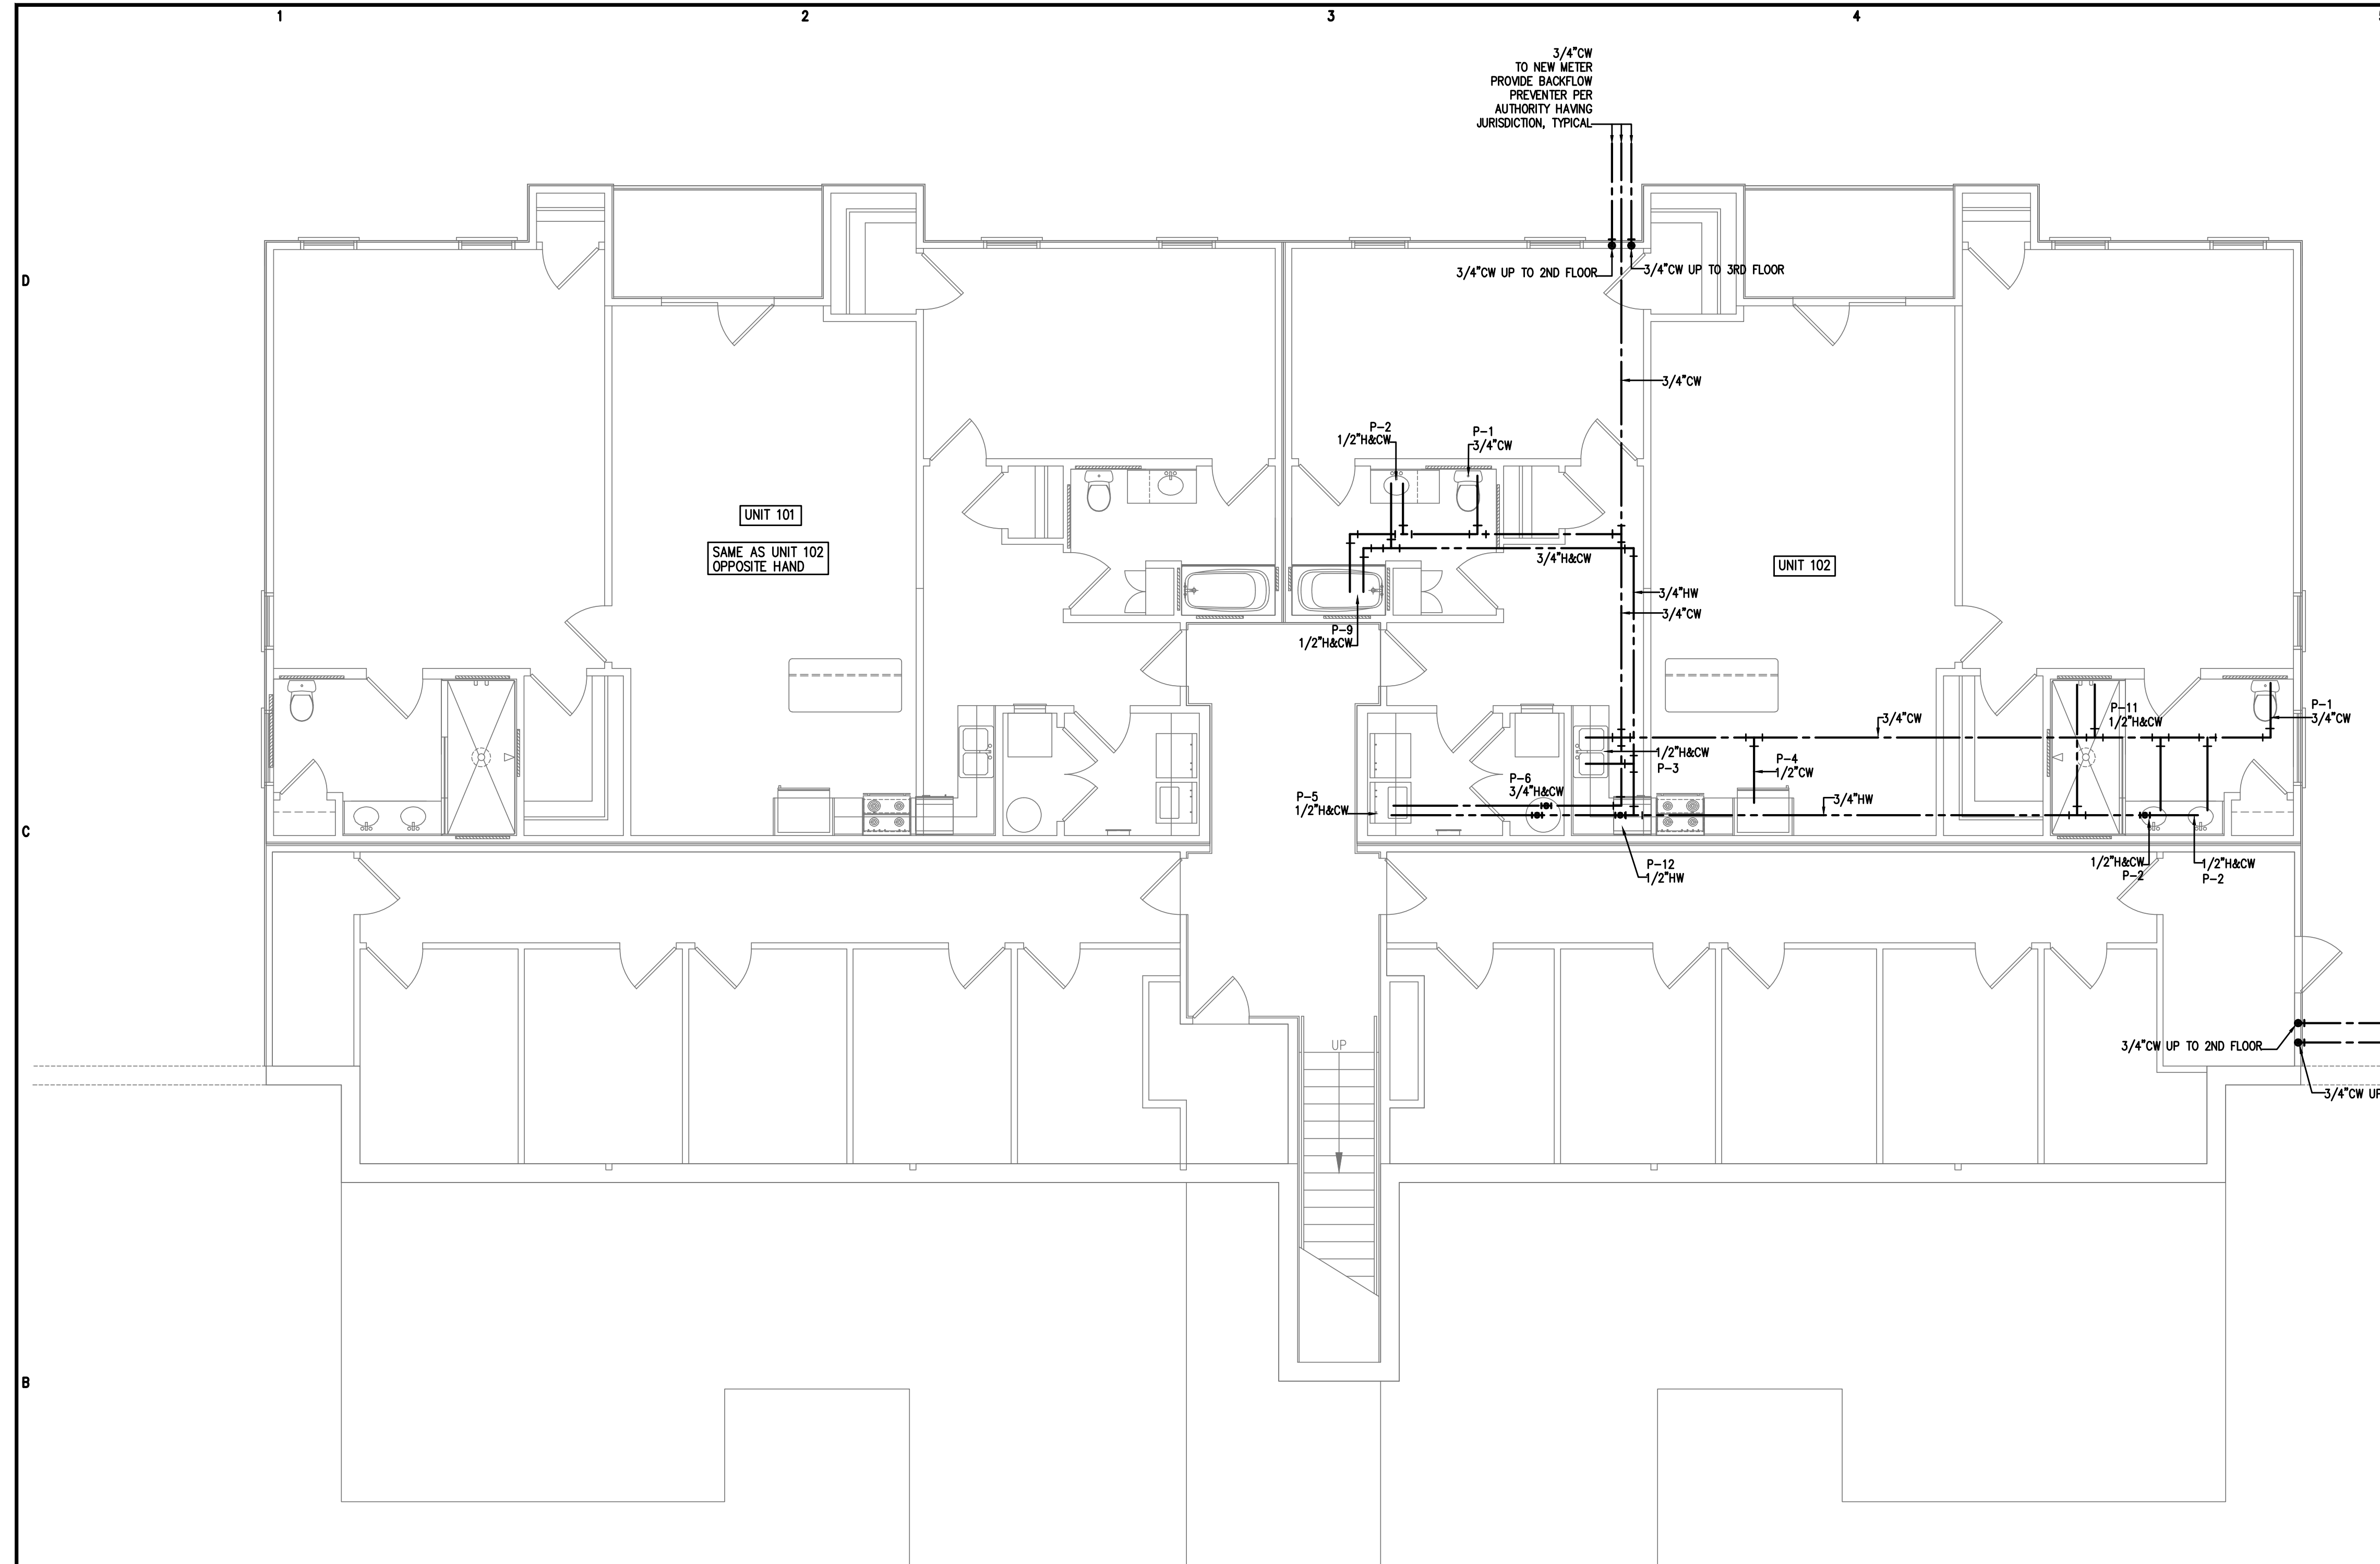 1
2
3
4
3/4"CW
TO NEW METER
PROVIDE BACKFLOW
PREVENTER PER
AUTHORITY HAVING
JURISDICTION, TYPICAL
D
3/4"CW UP TO 2ND FLOOR
3/4"CW UP TO 3RD FLOOR
3/4"CW
P-2
1/2"H&CW
P-1
3/4"CW
UNIT 101
SAME AS UNIT 102
OPPOSITE HAND
3/4"H&CW
UNIT 102
3/4"HW
3/4"CW
P-9
1/2"H&CW
3/4"CW
P-11
1/2"H&CW
P-1
3/4"CW
1/2"H&CW
P-3
P-4
1/2"CW
P-6
3/4"H&CW
P-5
1/2"H&CW
3/4"HW
C
P-12
1/2"HW
1/2"H&CW
P-2
1/2"H&CW
P-2
UP
3/4"CW UP TO 2ND FLOOR
3/4"CW UP
B